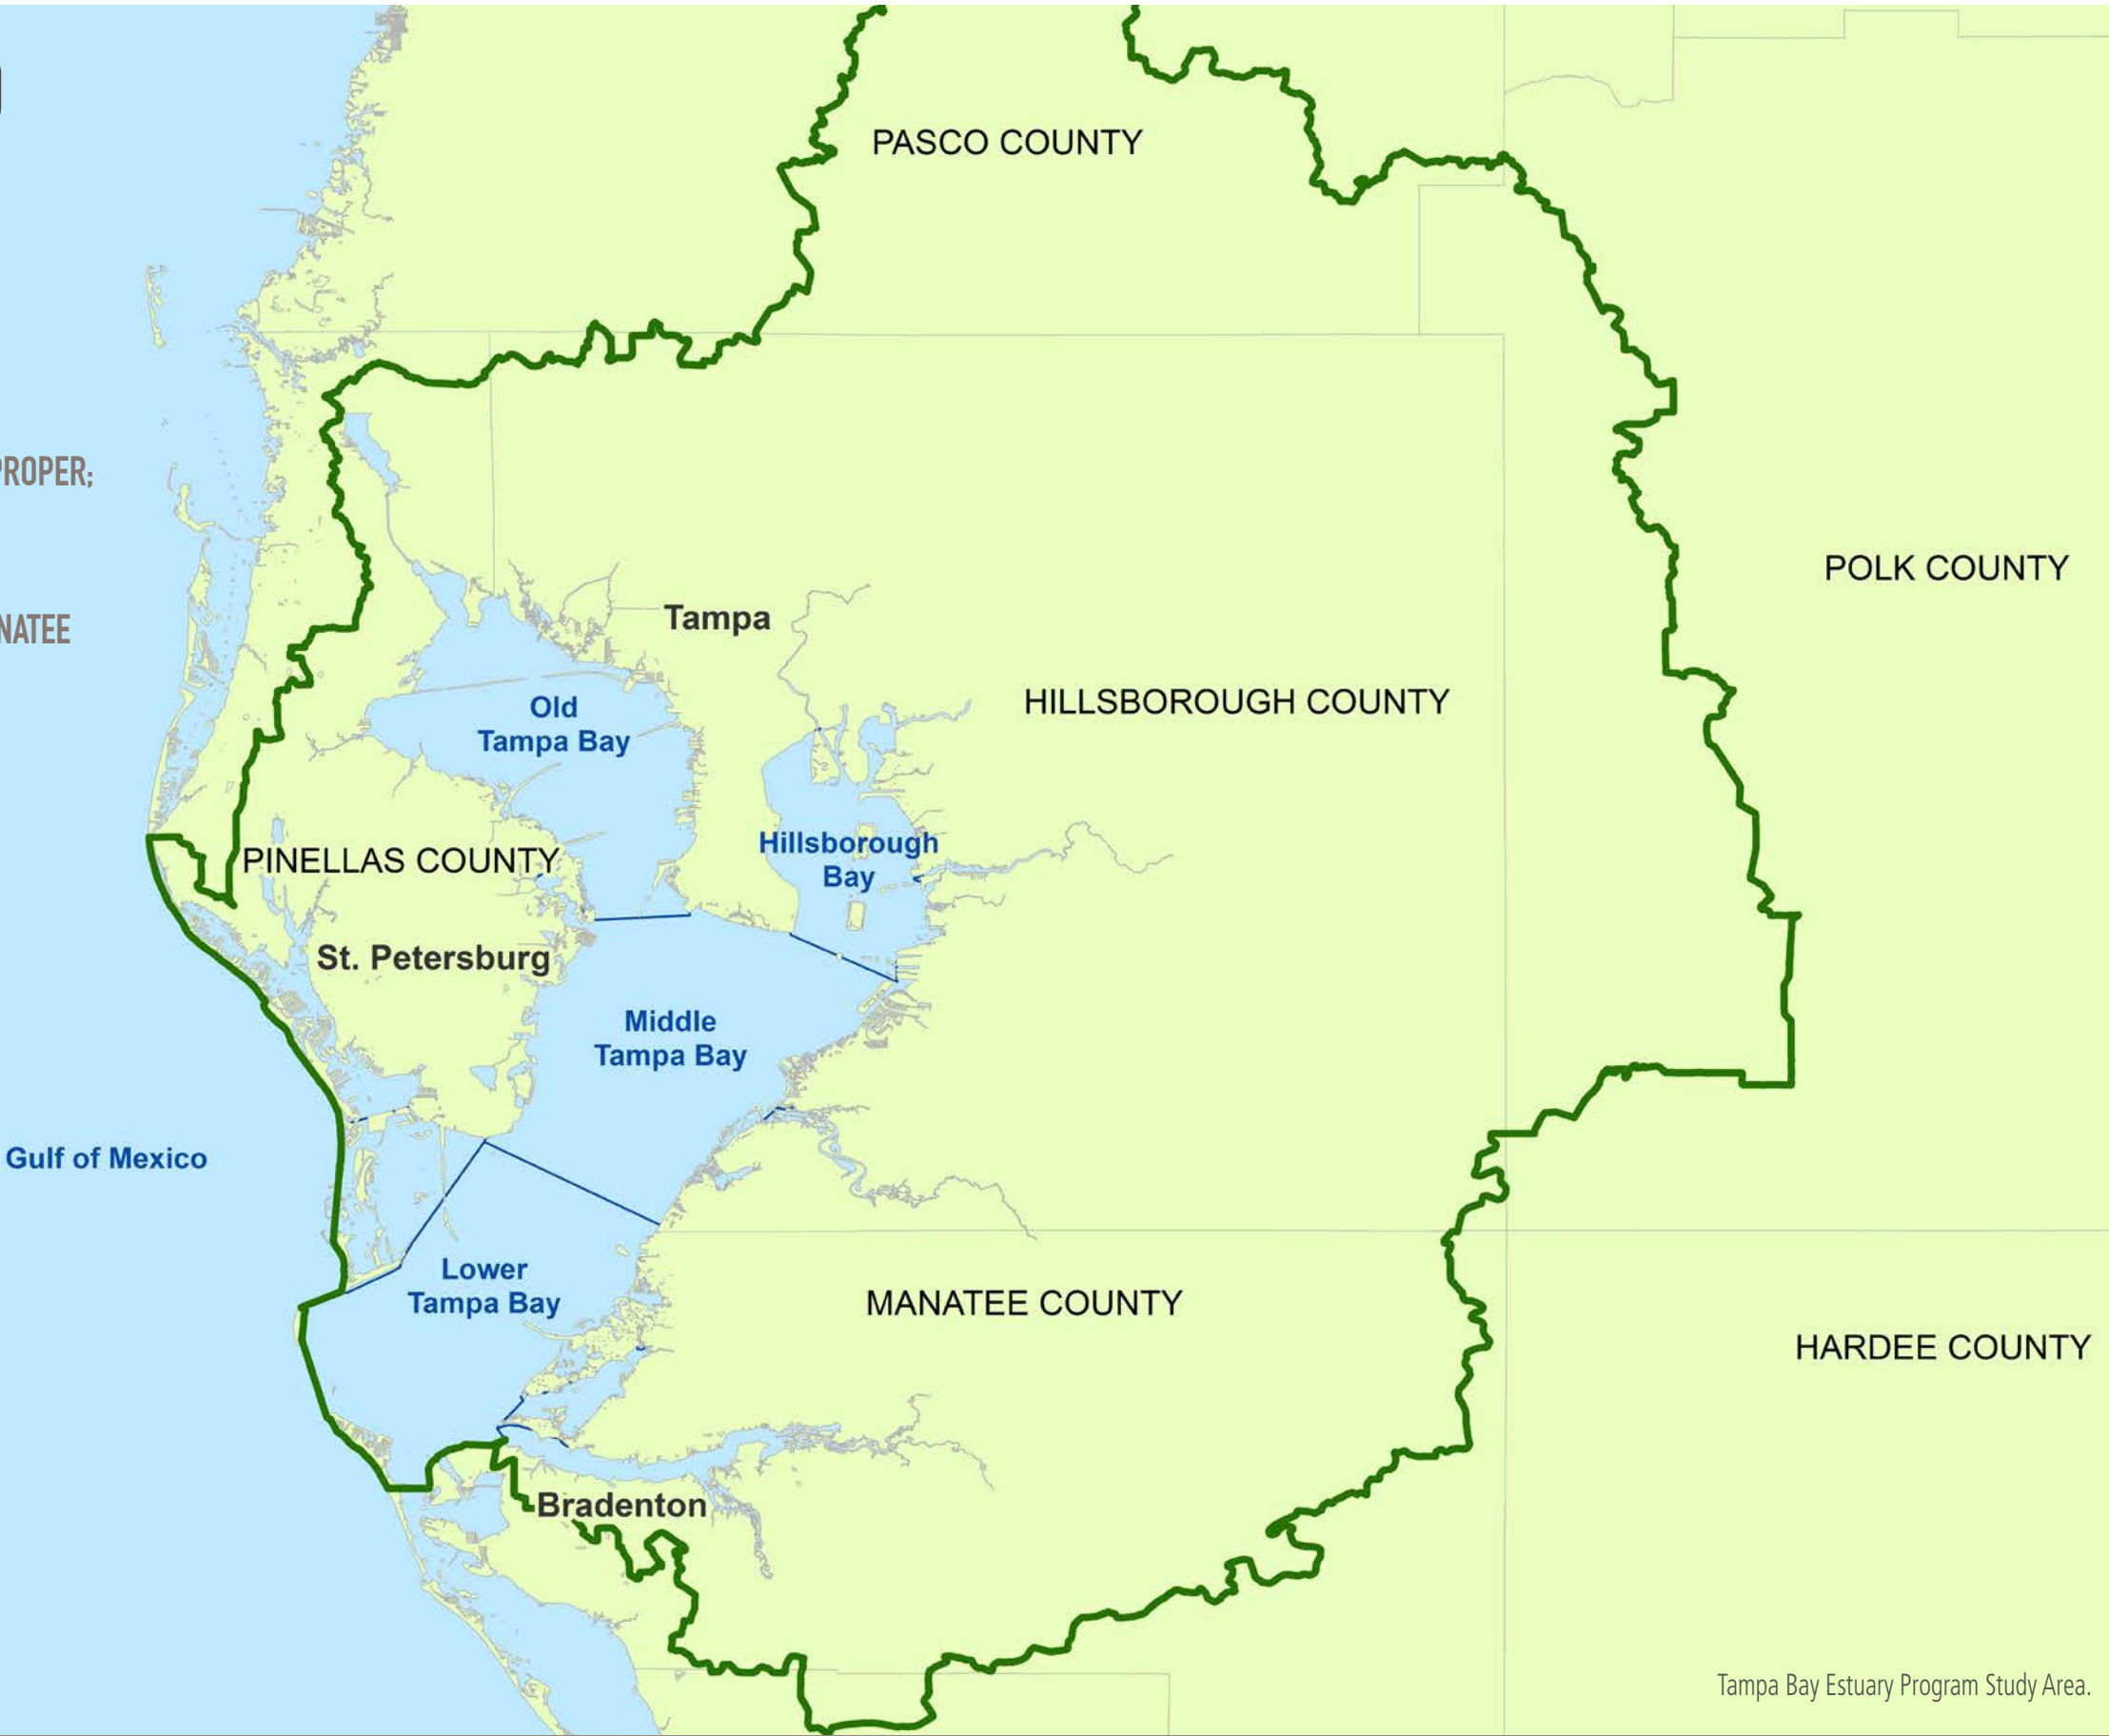 PASCO COUNTY
PROPER;
POLK COUNTY
NATEE
Tampa
HILLSBOROUGH COUNTY
Old
Tampa Bay
Hillsborough
Bay
PINELLAS COUNTY
St. Petersburg
Middle
Tampa Bay
Gulf of Mexico
Lower
Tampa Bay
MANATEE COUNTY
HARDEE COUNTY
Bradenton
Tampa Bay Estuary Program Study Area.